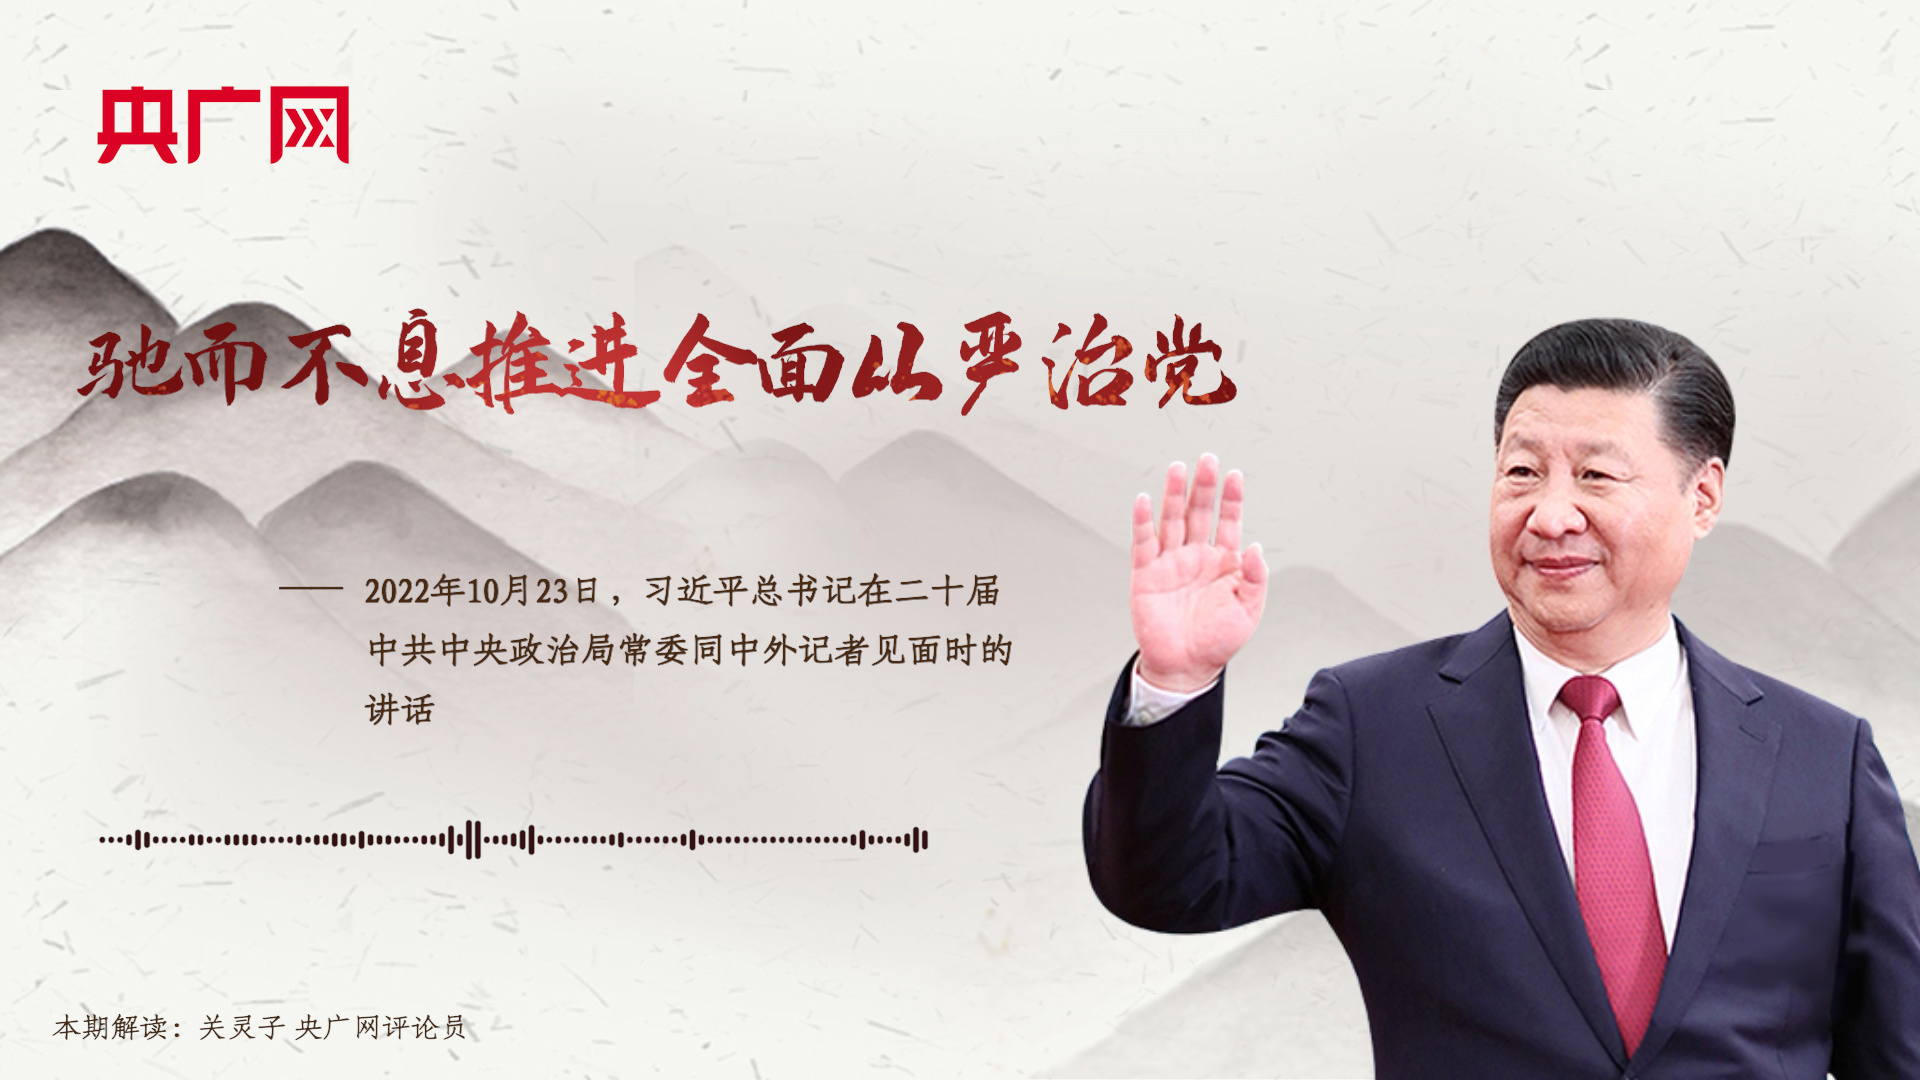 央广网
驰而不息推进全面从严治党
—— 2022年10月23日，习近平总书记在二十届
中共中央政治局常委同中外记者见面时的
讲话
本期解读：关灵子 央广网评论员